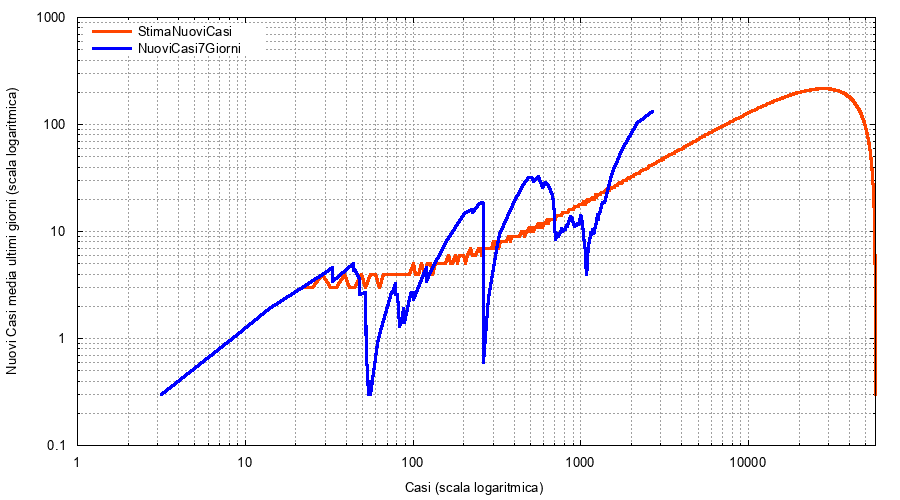 1000
StimaNuoviCasi
NuoviCasi7Giorni
100
10
1
0.1
Nuovi Casi media ultimi giorni (scala logaritmica)
1 10 100 1000 10000
Casi (scala logaritmica)